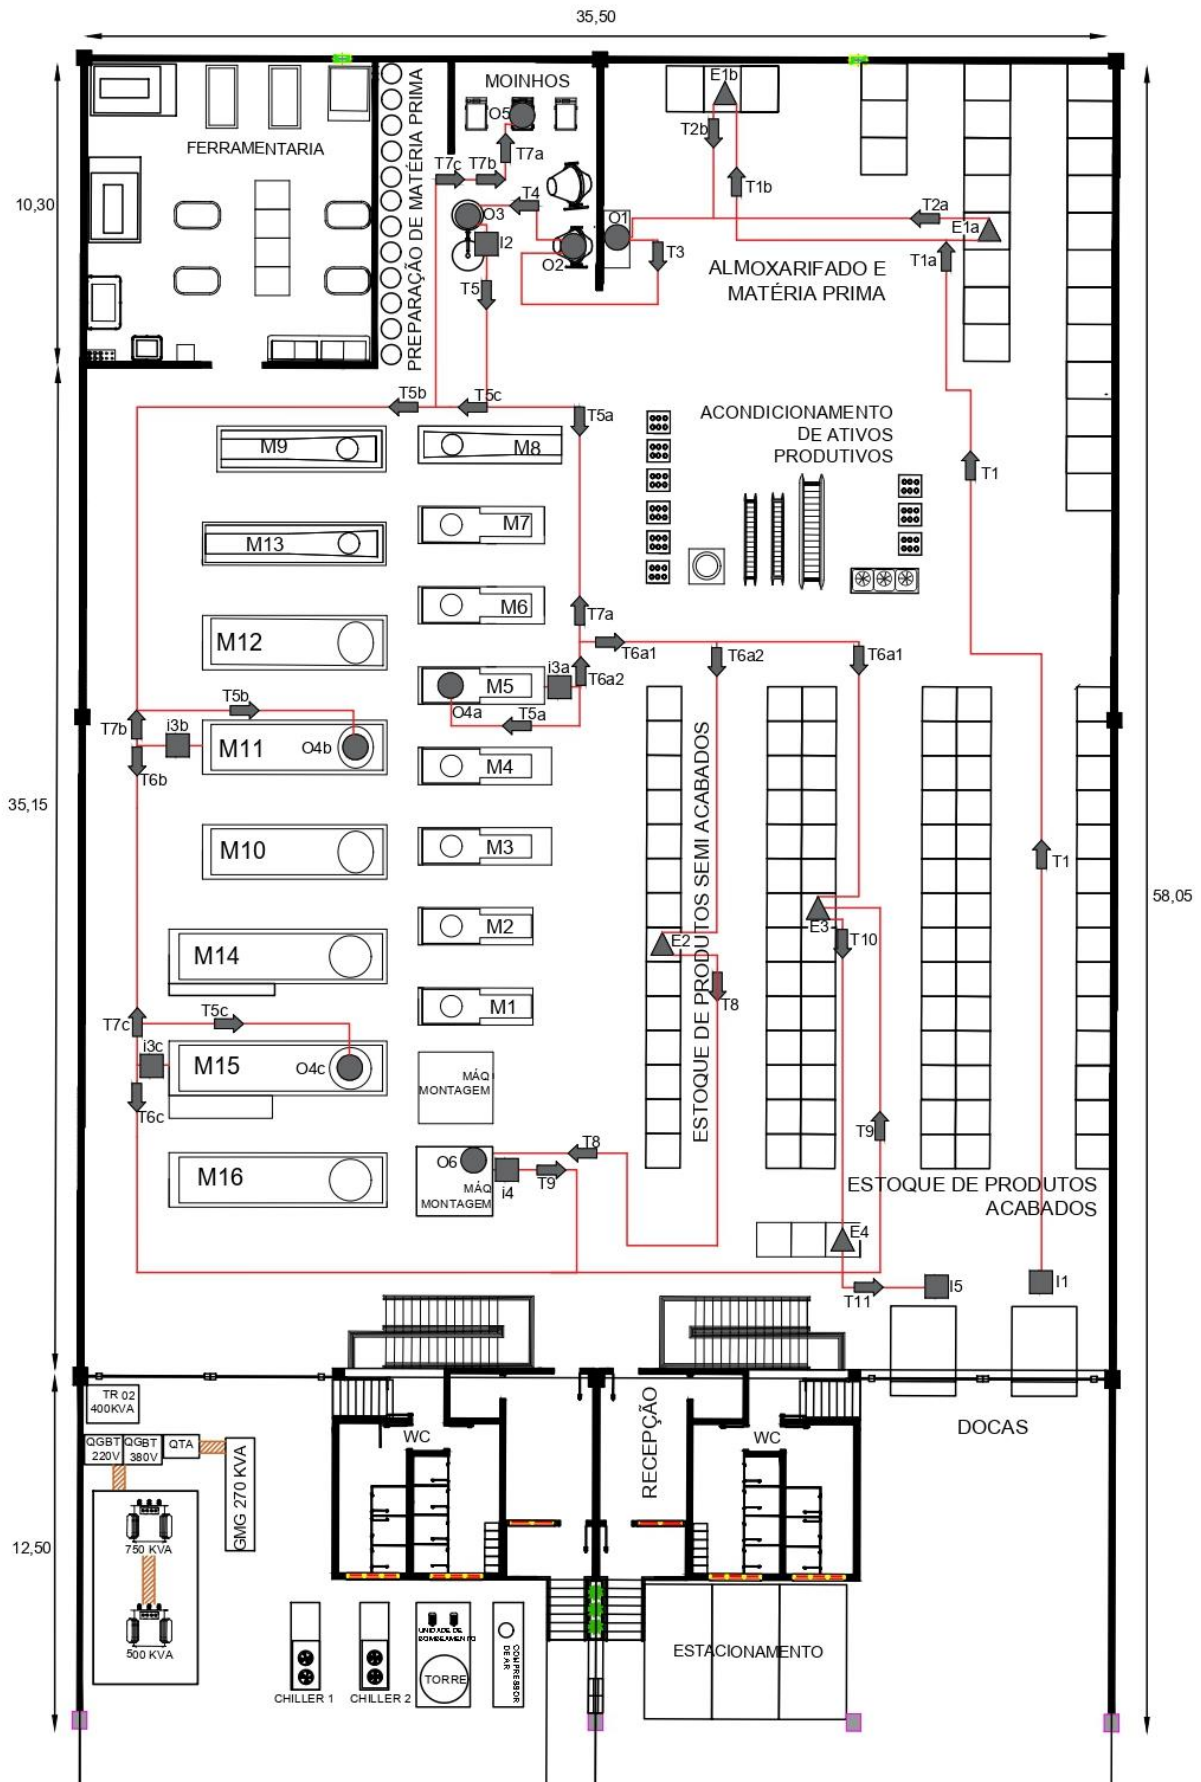 35,50
E1b
MOINHOS
O5
T2b
FERRAMENTARIA
PREPARAÇÃO DE MATÉRIA PRIMA
T7c
T7b
T7a
T1b
10,30
T4
O3
O1
T2a
E1a
I2
O2
T3
T1a
ALMOXARIFADO E
MATÉRIA PRIMA
T5
T5b
T5c
T5a
ACONDICIONAMENTO
DE ATIVOS
PRODUTIVOS
M9
M8
T1
M7
M13
M6
T7a
M12
T6a1
T6a2
T6a1
i3a
M5
T6a2
O4a
T5a
T5b
T7b
i3b
M11
O4b
T6b
M4
ESTOQUE DE PRODUTOS SEMI ACABADOS
35,15
M10
M3
T1
58,05
E3
M2
E2
T10
M14
T8
M1
T5c
T7c
i3c
M15
O4c
MÁQ
MONTAGEM
T6c
T9
T8
O6
i4
T9
M16
MÁQ
MONTAGEM
ESTOQUE DE PRODUTOS
ACABADOS
E4
I5
I1
T11
TR 02
400KVA
RECEPÇÃO
DOCAS
QGBT
220V
QGBT
380V
QTA
WC
WC
GMG 270 KVA
12,50
750 KVA
500 KVA
UNIDADE DE
BOMBEAMENTO
COMPRESSOR
DE AR
ESTACIONAMENTO
TORRE
CHILLER 1
CHILLER 2